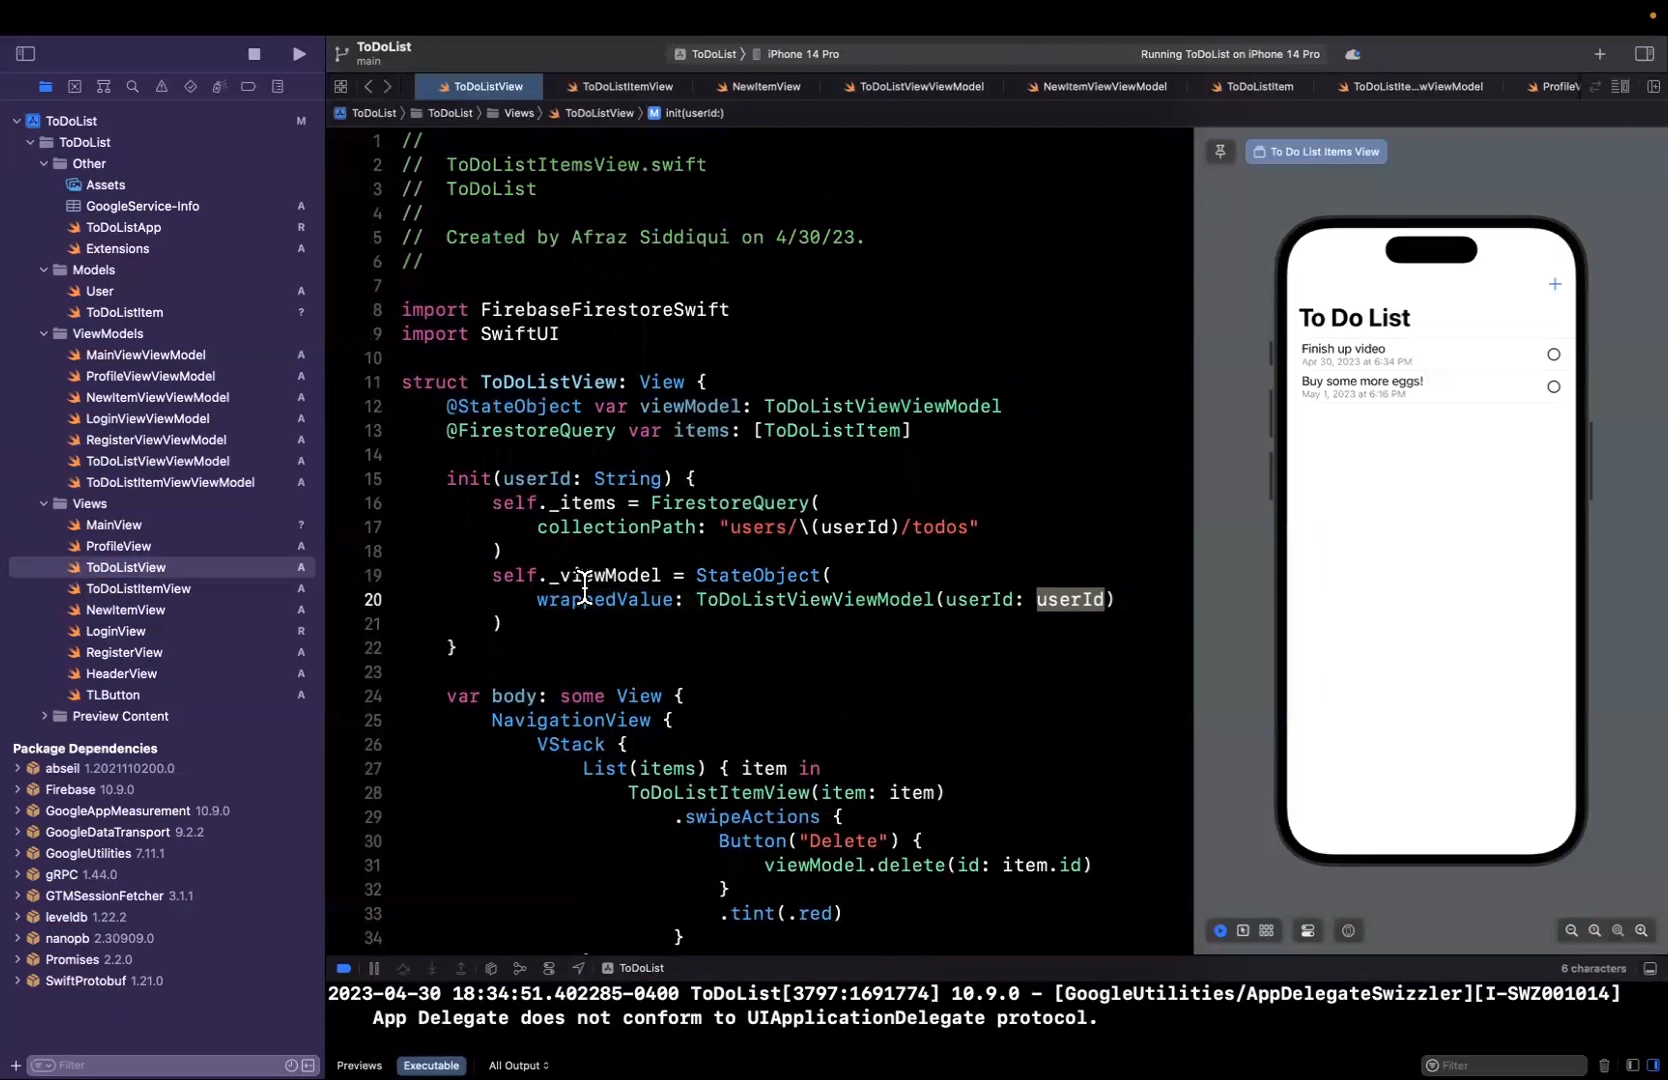 ToDoList
main
ToDoList
iPhone 14 Pro
Running ToDoList on iPhone 14 Pro
ToDoListView
ToDoListItemView
NewItemView
ToDoListViewViewModel
NewItemViewViewModel
ToDoListItem
ToDoListIte...wViewModel
ProfileV
ToDoList
ToDoList
Views
ToDoListView
M init(userId:)
ToDoList M
ToDoList
Other
Assets
GoogleService-Info A
ToDoListApp R
Extensions A
Models
User A
ToDoListItem ?
ViewModels
MainViewViewModel A
ProfileViewViewModel A
NewItemViewViewModel A
LoginViewViewModel A
RegisterViewViewModel A
ToDoListViewViewModel A
ToDoListItemViewViewModel A
Views
MainView ?
ProfileView A
ToDoListView A
ToDoListItemView A
NewItemView A
LoginView A
RegisterView A
HeaderView A
TLButton A
Preview Content
Package Dependencies
abseil 1.2021110200.0
Firebase 10.9.0
GoogleAppMeasurement 10.9.0
GoogleDataTransport 9.2.2
GoogleUtilities 7.11.1
gRPC 1.44.0
GTMSessionFetcher 3.1.1
leveldb 1.22.2
nanopb 2.30909.0
Promises 2.2.0
SwiftProtobuf 1.21.0
Filter
1 //
2 // ToDoListItemsView.swift
3 // ToDoList
4 //
5 // Created by Afraz Siddiqui on 4/30/23.
6 //
7
8 import FirebaseFirestoreSwift
9 import SwiftUI
10
11 struct ToDoListView: View {
12 @StateObject var viewModel: ToDoListViewViewModel
13 @FirestoreQuery var items: [ToDoListItem]
14
15 init(userId: String) {
16 self._items = FirestoreQuery(
17 collectionPath: "users/\(userId)/todos"
18 )
19 self._viewModel = StateObject(
20 wrappedValue: ToDoListViewViewModel(userId: userId)
21 )
22 }
23
24 var body: some View {
25 NavigationView {
26 VStack {
27 List(items) { item in
28 ToDoListItemView(item: item)
29 .swipeActions {
30 Button("Delete") {
31 viewModel.delete(id: item.id)
32 }
33 .tint(.red)
34 }
To Do List Items View
To Do List
Finish up video
Apr 30, 2023 at 6:34 PM
Buy some more eggs!
May 1, 2023 at 6:16 PM
ToDoList
6 characters
2023-04-30 18:34:51.402285-0400 ToDoList[3797:1691774] 10.9.0 - [GoogleUtilities/AppDelegateSwizzler][I-SWZ001014]
App Delegate does not conform to UIApplicationDelegate protocol.
Previews
Executable
All Output
Filter